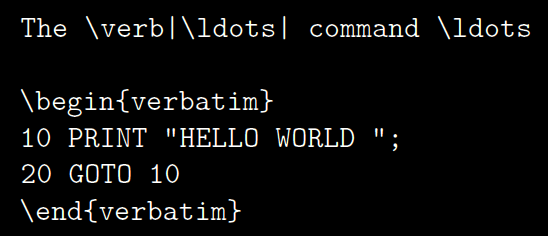 The \verb|\ldots| command \ldots
\begin{verbatim}
10 PRINT "HELLO WORLD ";
20 GOTO 10
\end{verbatim}